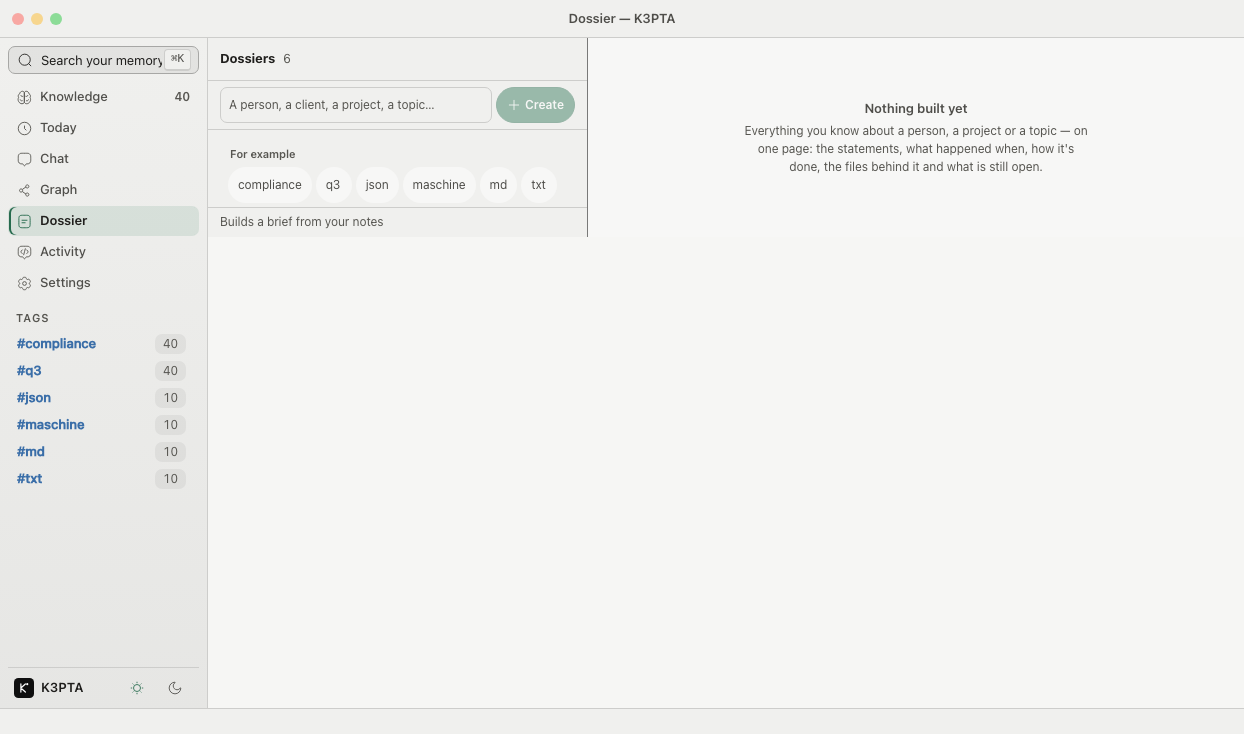 Dossier — K3PTA
Search your memory
⌘K
Knowledge 40
Today
Chat
Graph
Dossier
Activity
Settings
TAGS
#compliance 40
#q3 40
#json 10
#maschine 10
#md 10
#txt 10
K3PTA
Dossiers 6
A person, a client, a project, a topic...
Create
For example
compliance q3 json maschine md txt
Builds a brief from your notes
Nothing built yet
Everything you know about a person, a project or a topic — on
one page: the statements, what happened when, how it's
done, the files behind it and what is still open.